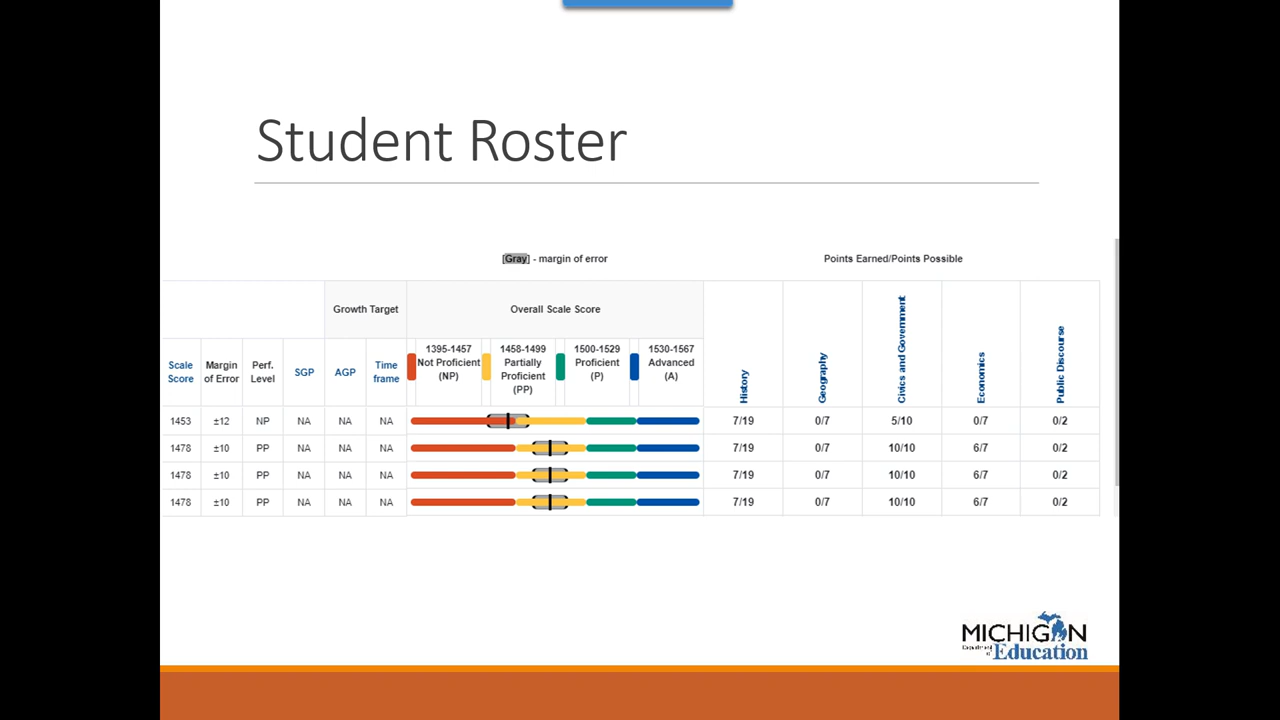 Student Roster
[Gray] - margin of error
Points Earned/Points Possible
Growth Target
Overall Scale Score
Scale Score
Margin of Error
Perf. Level
SGP
AGP
Time frame
1395-1457 Not Proficient (NP)
1458-1499 Partially Proficient (PP)
1500-1529 Proficient (P)
1530-1567 Advanced (A)
History
Geography
Civics and Government
Economics
Public Discourse
1453 ±12 NP NA NA NA 7/19 0/7 5/10 0/7 0/2
1478 ±10 PP NA NA NA 7/19 0/7 10/10 6/7 0/2
1478 ±10 PP NA NA NA 7/19 0/7 10/10 6/7 0/2
1478 ±10 PP NA NA NA 7/19 0/7 10/10 6/7 0/2
MICHIGAN
Department of Education